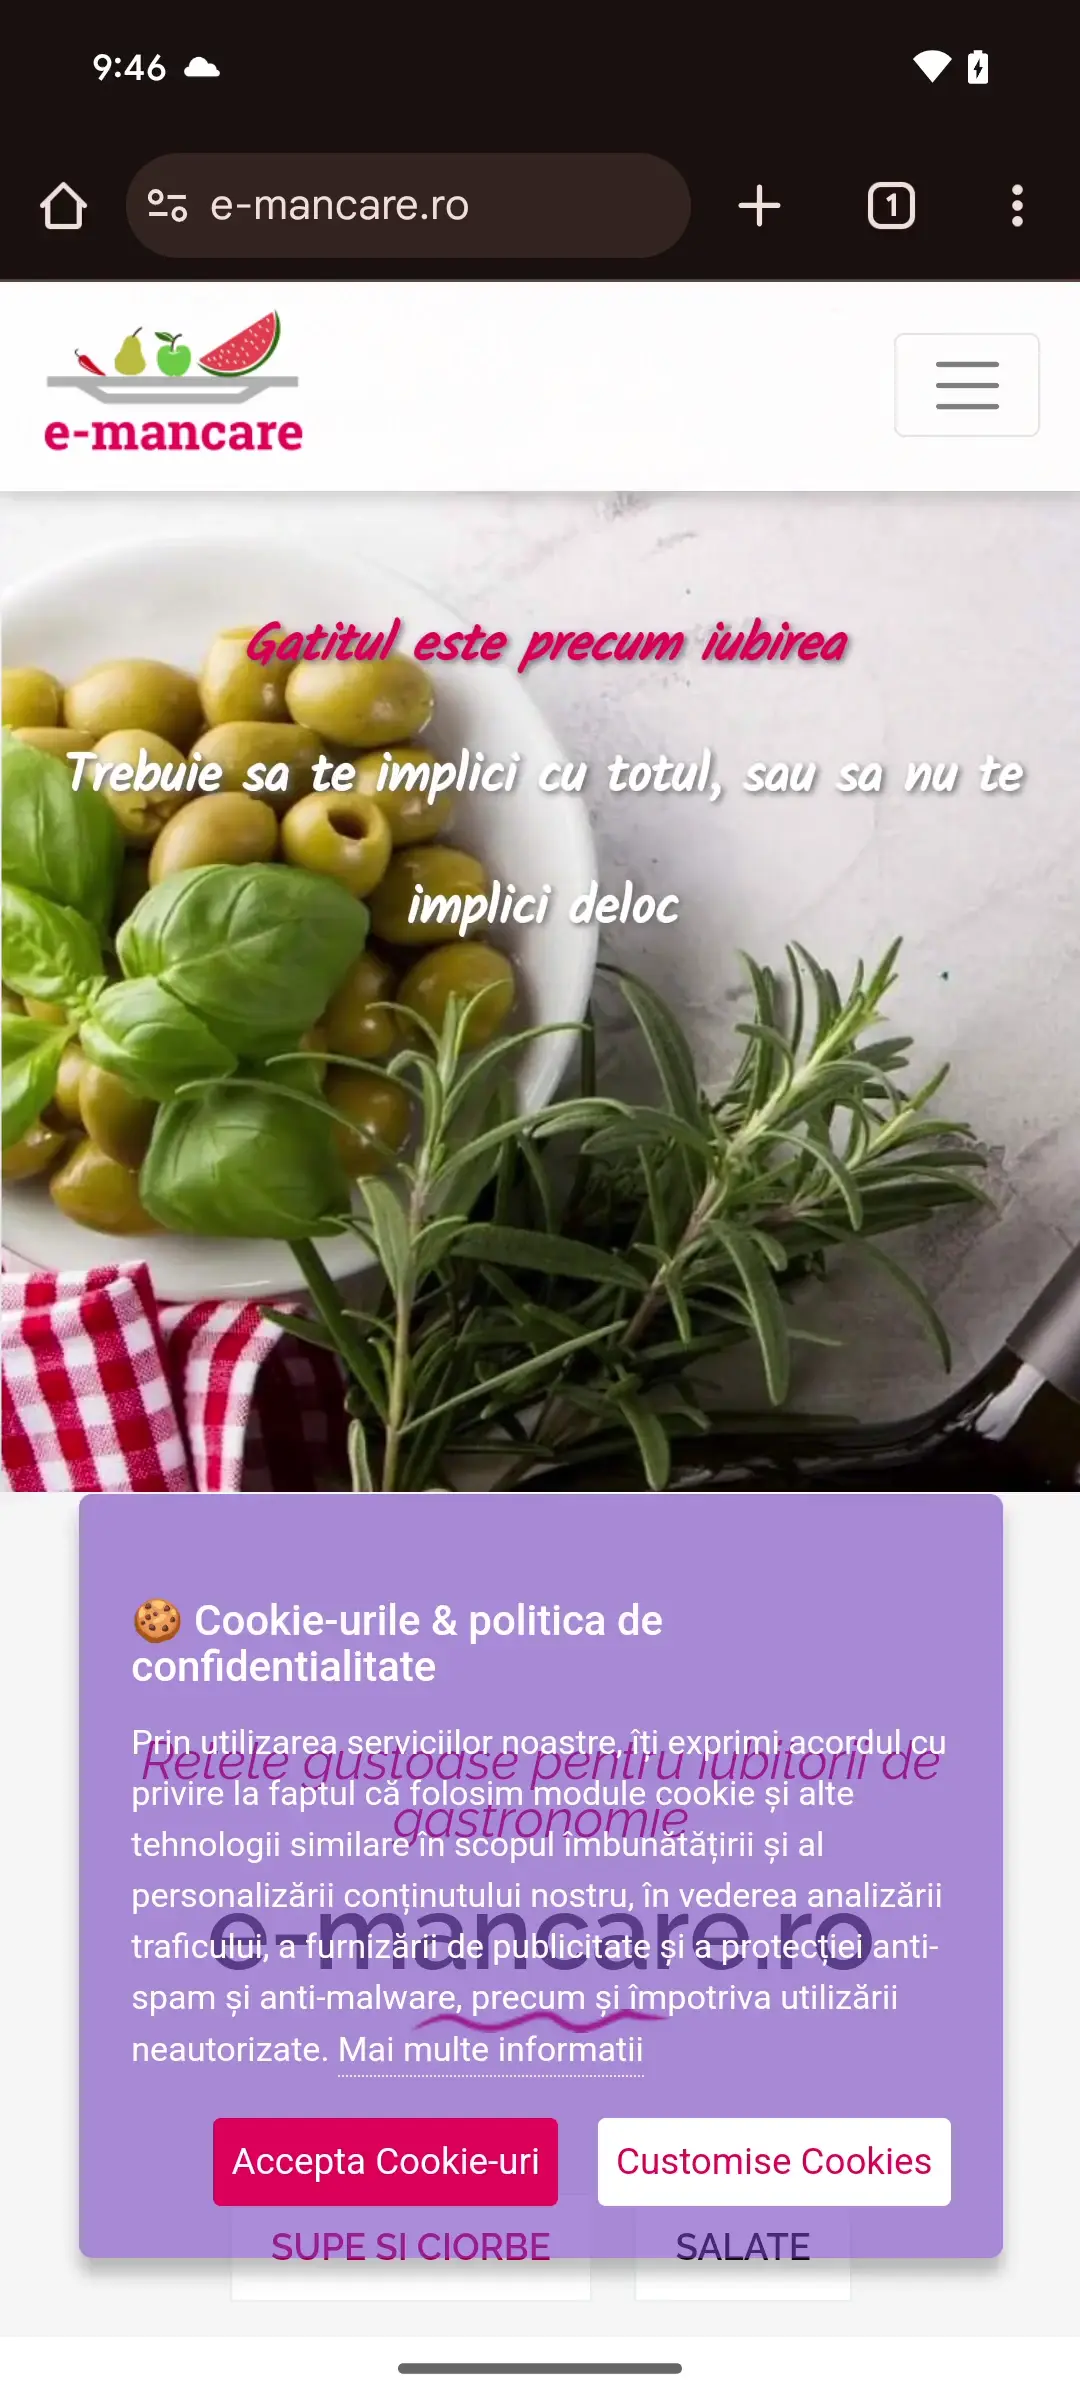 9:46
e-mancare.ro
1
e-mancare
Gatitul este precum iubirea
Trebuie sa te implici cu totul, sau sa nu te
implici deloc
🍪 Cookie-urile & politica de
confidentialitate
Prin utilizarea serviciilor noastre, îți exprimi acordul cu
privire la faptul că folosim module cookie și alte
tehnologii similare în scopul îmbunătățirii și al
personalizării conținutului nostru, în vederea analizării
traficului, a furnizării de publicitate și a protecției anti-
spam și anti-malware, precum și împotriva utilizării
neautorizate. Mai multe informatii
Retete gustoase pentru iubitorii de
gastronomie
e-mancare.ro
Accepta Cookie-uri
Customise Cookies
SUPE SI CIORBE
SALATE